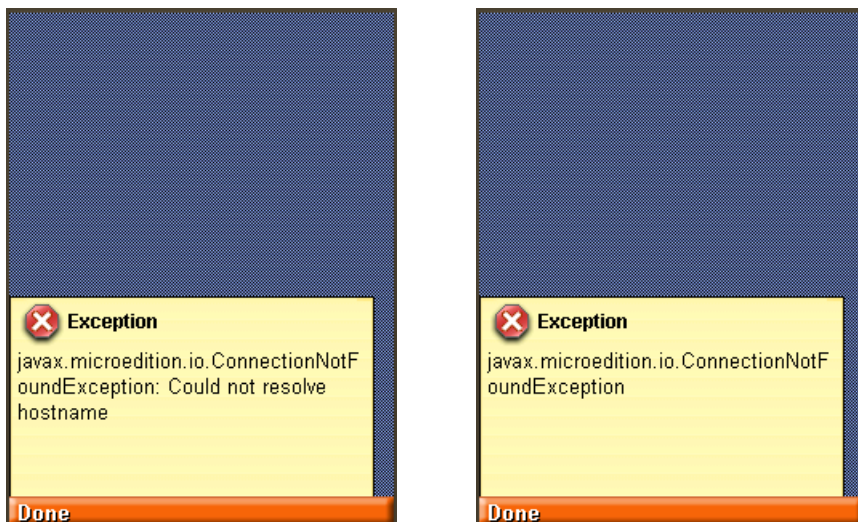 Exception
javax.microedition.io.ConnectionNotF
oundException: Could not resolve
hostname
Done
Exception
javax.microedition.io.ConnectionNotF
oundException
Done